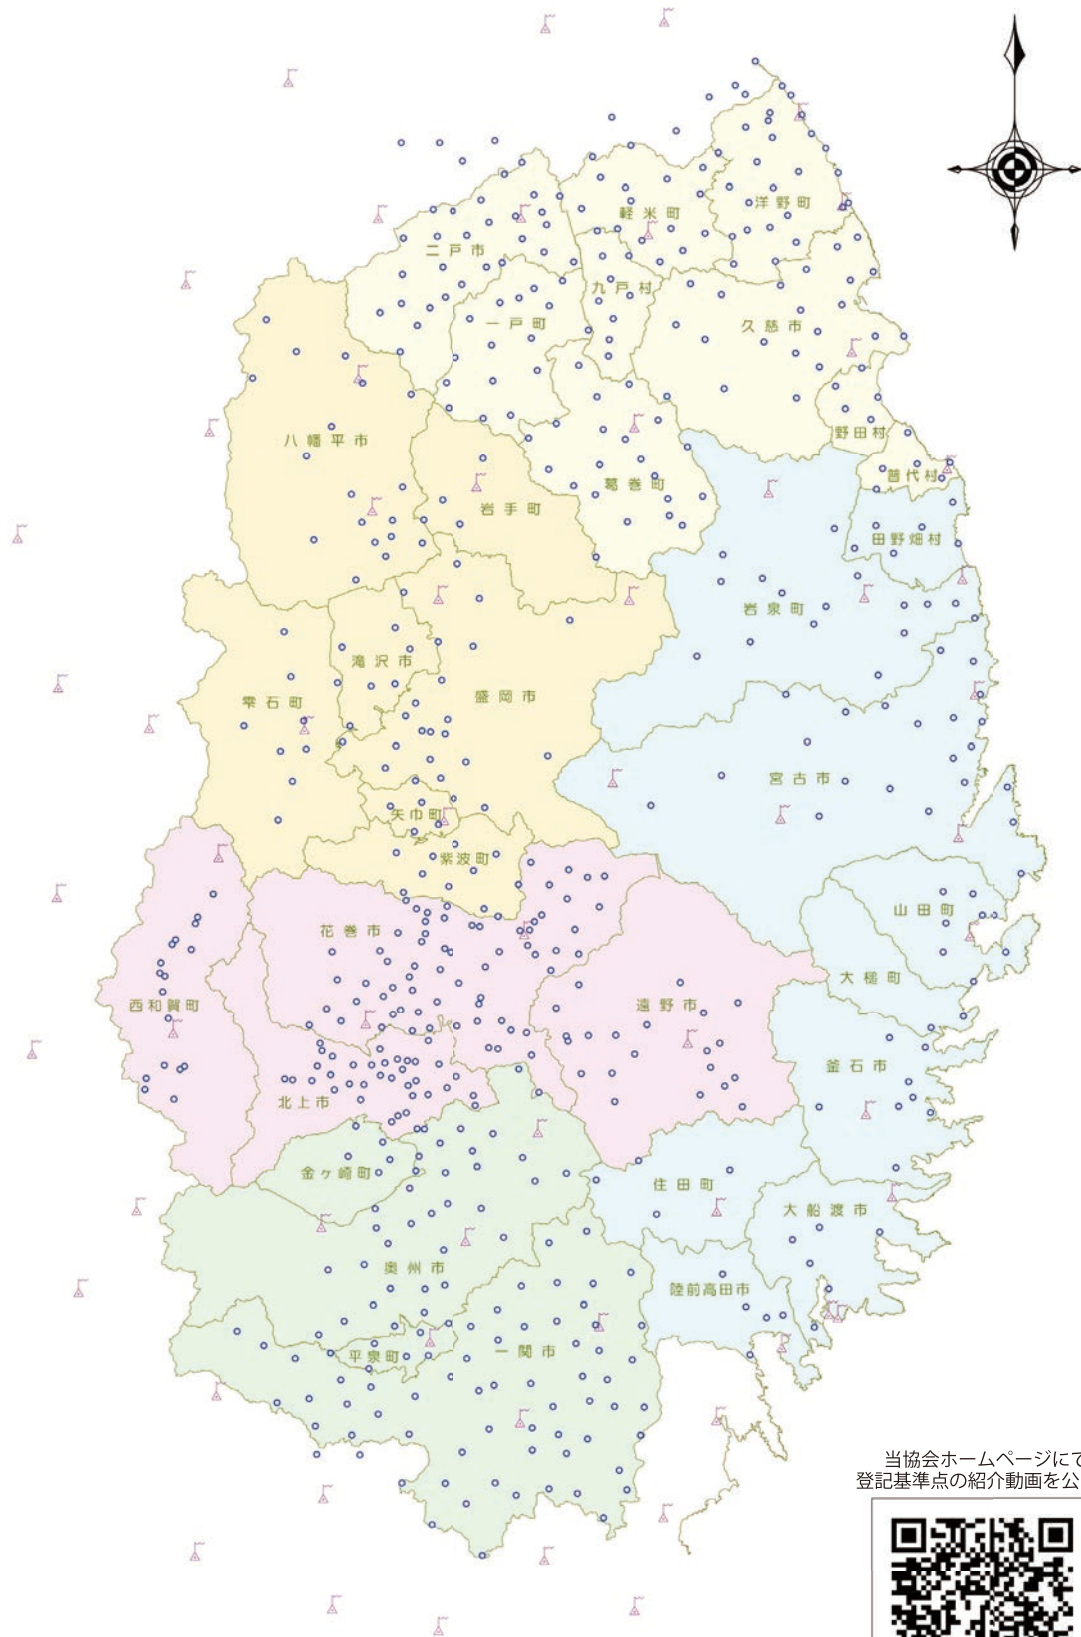 洋野町
軽米町
二戸市
九戸村
一戸町
久慈市
野田村
八幡平市
普代村
葛巻町
岩手町
田野畑村
岩泉町
滝沢市
盛岡市
雫石町
宮古市
矢巾町
紫波町
山田町
花巻市
大槌町
西和賀町
遠野市
釜石市
北上市
金ヶ崎町
住田町
大船渡市
奥州市
陸前高田市
平泉町
一関市
当協会ホームページにて
登記基準点の紹介動画を公